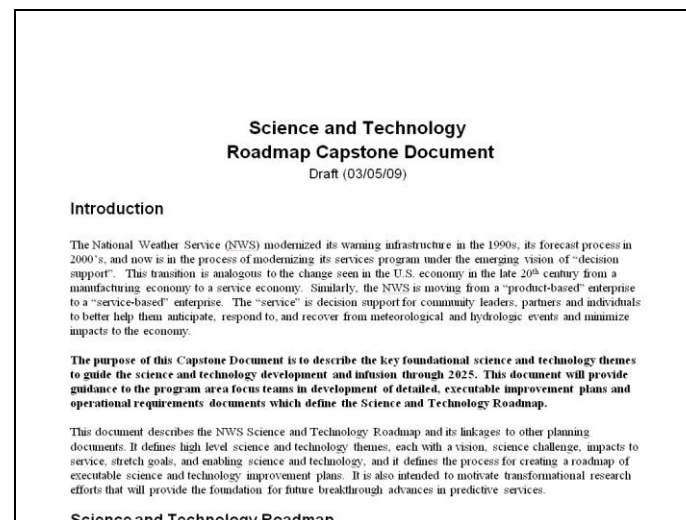 Science and Technology
Roadmap Capstone Document
Draft (03/05/09)
Introduction
The National Weather Service (NWS) modernized its warning infrastructure in the 1990s, its forecast process in
2000's, and now is in the process of modernizing its services program under the emerging vision of “decision
support”. This transition is analogous to the change seen in the U.S. economy in the late 20th century from a
manufacturing economy to a service economy. Similarly, the NWS is moving from a “product-based” enterprise
to a “service-based” enterprise. The “service” is decision support for community leaders, partners and individuals
to better help them anticipate, respond to, and recover from meteorological and hydrologic events and minimize
impacts to the economy.
The purpose of this Capstone Document is to describe the key foundational science and technology themes
to guide the science and technology development and infusion through 2025. This document will provide
guidance to the program area focus teams in development of detailed, executable improvement plans and
operational requirements documents which define the Science and Technology Roadmap.
This document describes the NWS Science and Technology Roadmap and its linkages to other planning
documents. It defines high level science and technology themes, each with a vision, science challenge, impacts to
service, stretch goals, and enabling science and technology, and it defines the process for creating a roadmap of
executable science and technology improvement plans. It is also intended to motivate transformational research
efforts that will provide the foundation for future breakthrough advances in predictive services.
Science and Technology Roadmap